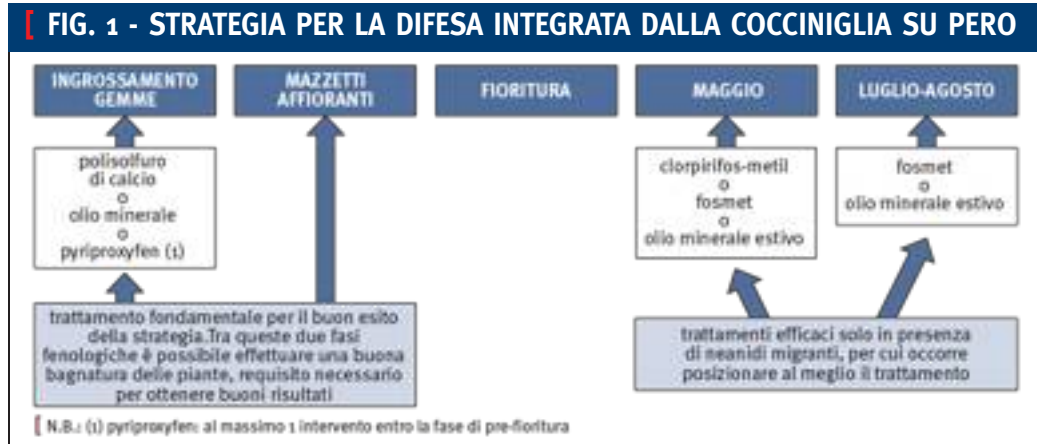 [ FIG. 1 - STRATEGIA PER LA DIFESA INTEGRATA DALLA COCCINIGLIA SU PERO
INGROSSAMENTO
GEMME
MAZZETTI
AFFIORANTI
FIORITURA
MAGGIO
LUGLIO-AGOSTO
polisolfuro
di calcio
o
olio minerale
o
pyriproxyfen (1)
clorpirifos-metil
o
fosmet
o
olio minerale estivo
fosmet
o
olio minerale estivo
trattamento fondamentale per il buon esito
della strategia.Tra queste due fasi
fenologiche è possibile effettuare una buona
bagnatura delle piante, requisito necessario
per ottenere buoni risultati
trattamenti efficaci solo in presenza
di neanidi migranti, per cui occorre
posizionare al meglio il trattamento
[ N.B.: (1) pyriproxyfen: al massimo 1 intervento entro la fase di pre-fioritura